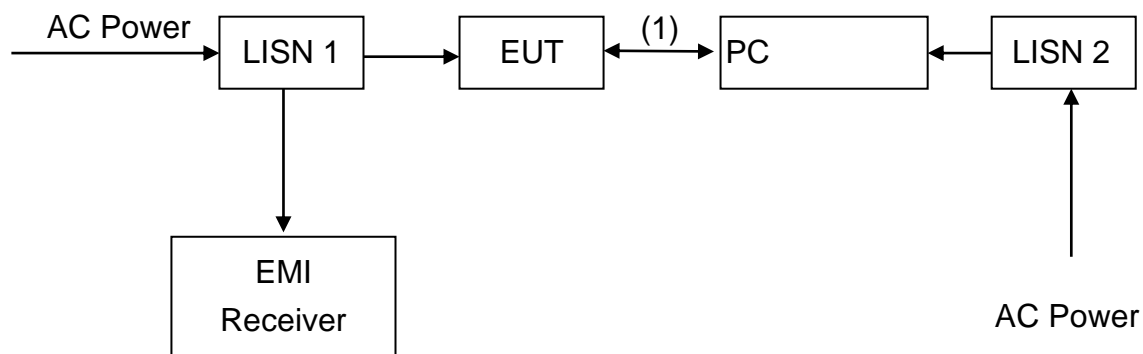 AC Power
LISN 1
EUT
(1)
PC
LISN 2
EMI
Receiver
AC Power